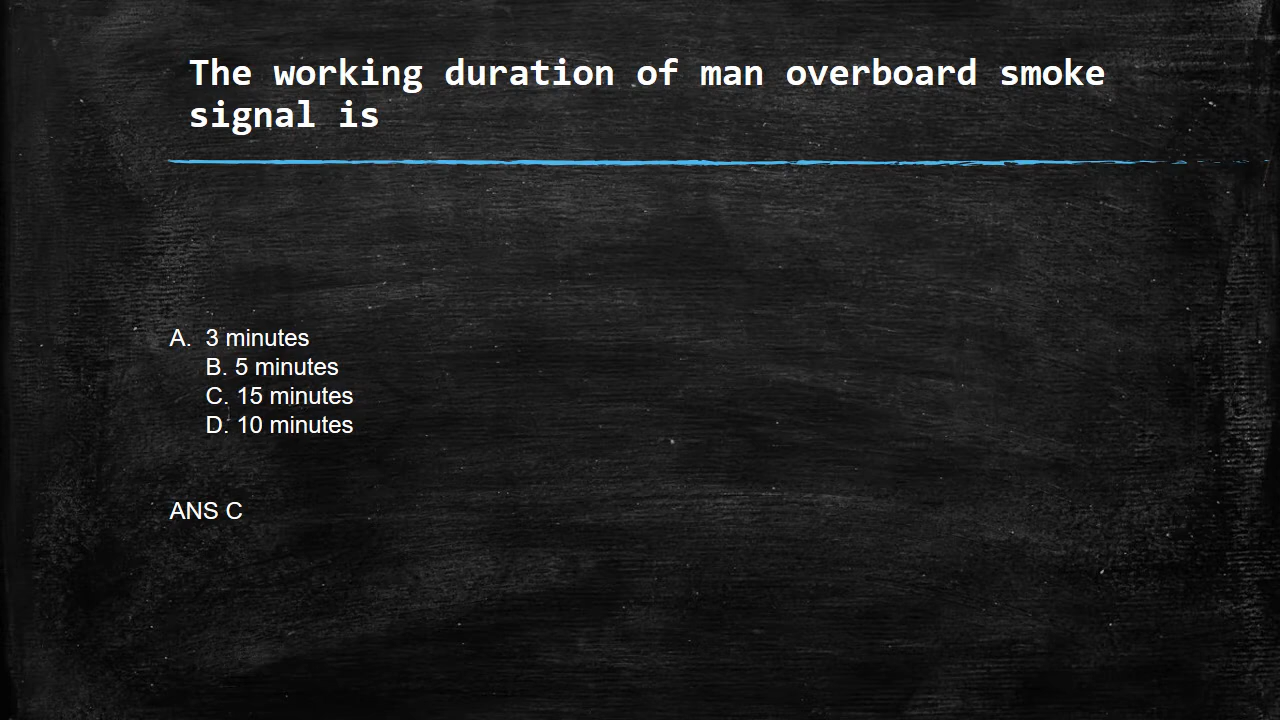 The working duration of man overboard smoke
signal is
A. 3 minutes
B. 5 minutes
C. 15 minutes
D. 10 minutes
ANS C